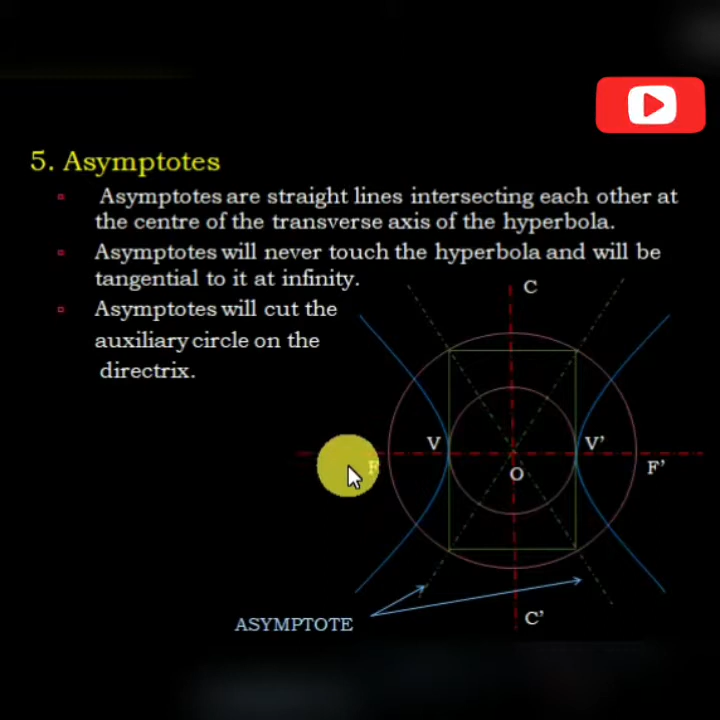 5. Asymptotes
Asymptotes are straight lines intersecting each other at
the centre of the transverse axis of the hyperbola.
Asymptotes will never touch the hyperbola and will be
tangential to it at infinity.
C
Asymptotes will cut the
auxiliary circle on the
directrix.
V
V'
F
F'
O
ASYMPTOTE
C'